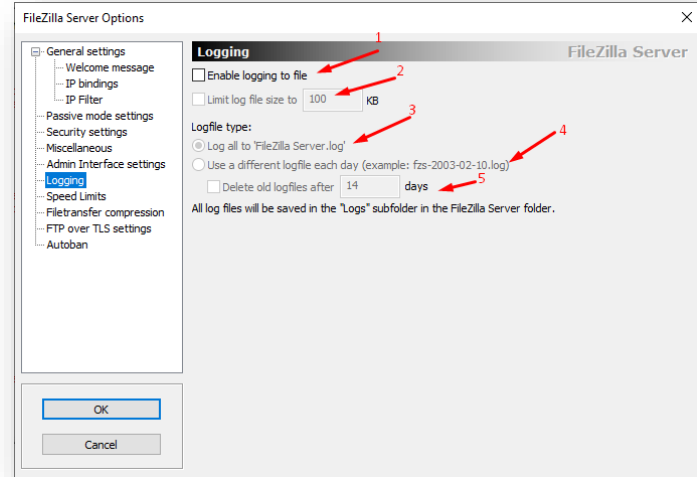 FileZilla Server Options
General settings
Welcome message
IP bindings
IP Filter
Passive mode settings
Security settings
Miscellaneous
Admin Interface settings
Logging
Speed Limits
Filetransfer compression
FTP over TLS settings
Autoban
OK
Cancel
Logging FileZilla Server
1
Enable logging to file
2
Limit log file size to 100 KB
3
Logfile type:
Log all to 'FileZilla Server.log'
4
Use a different logfile each day (example: fzs-2003-02-10.log)
5
Delete old logfiles after 14 days
All log files will be saved in the "Logs" subfolder in the FileZilla Server folder.